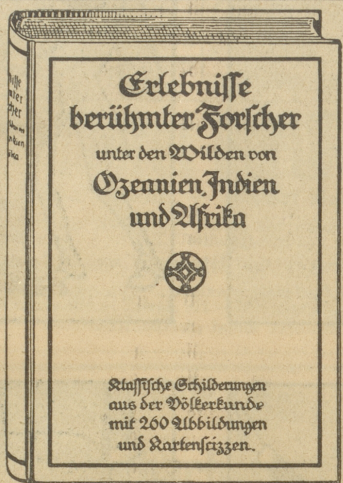 Erlebnisse
berühmter Forscher
unter den Wilden von
Ozeanien, Indien
und Afrika
Klassische Schilderungen
aus der Völkerkunde
mit 260 Abbildungen
und Kartenscizzen.